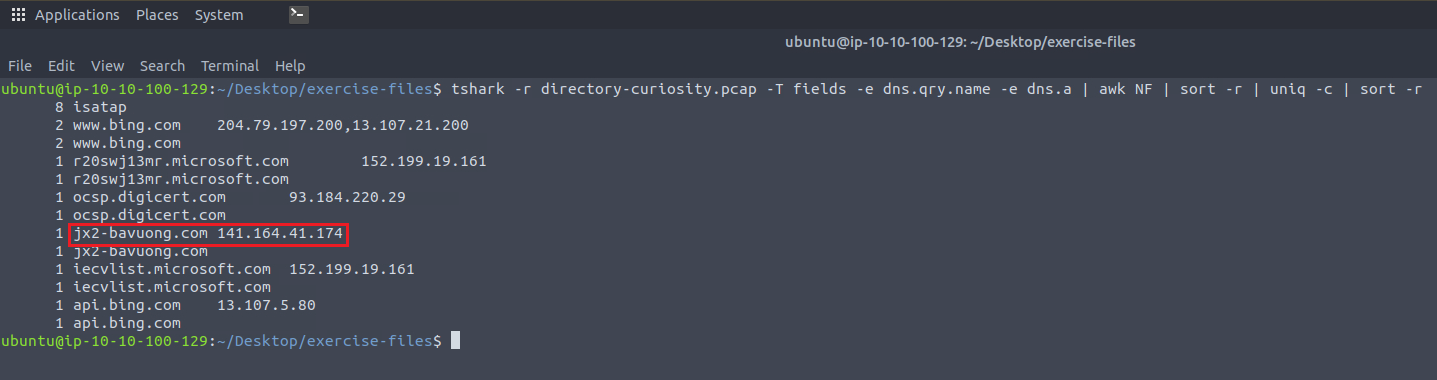 Applications Places System
ubuntu@ip-10-10-100-129: ~/Desktop/exercise-files
File Edit View Search Terminal Help
ubuntu@ip-10-10-100-129:~/Desktop/exercise-files$ tshark -r directory-curiosity.pcap -T fields -e dns.qry.name -e dns.a | awk NF | sort -r | uniq -c | sort -r
8 isatap
2 www.bing.com 204.79.197.200,13.107.21.200
2 www.bing.com
1 r20swj13mr.microsoft.com 152.199.19.161
1 r20swj13mr.microsoft.com
1 ocsp.digicert.com 93.184.220.29
1 ocsp.digicert.com
1 jx2-bavuong.com 141.164.41.174
1 jx2-bavuong.com
1 iecvlist.microsoft.com 152.199.19.161
1 iecvlist.microsoft.com
1 api.bing.com 13.107.5.80
1 api.bing.com
ubuntu@ip-10-10-100-129:~/Desktop/exercise-files$